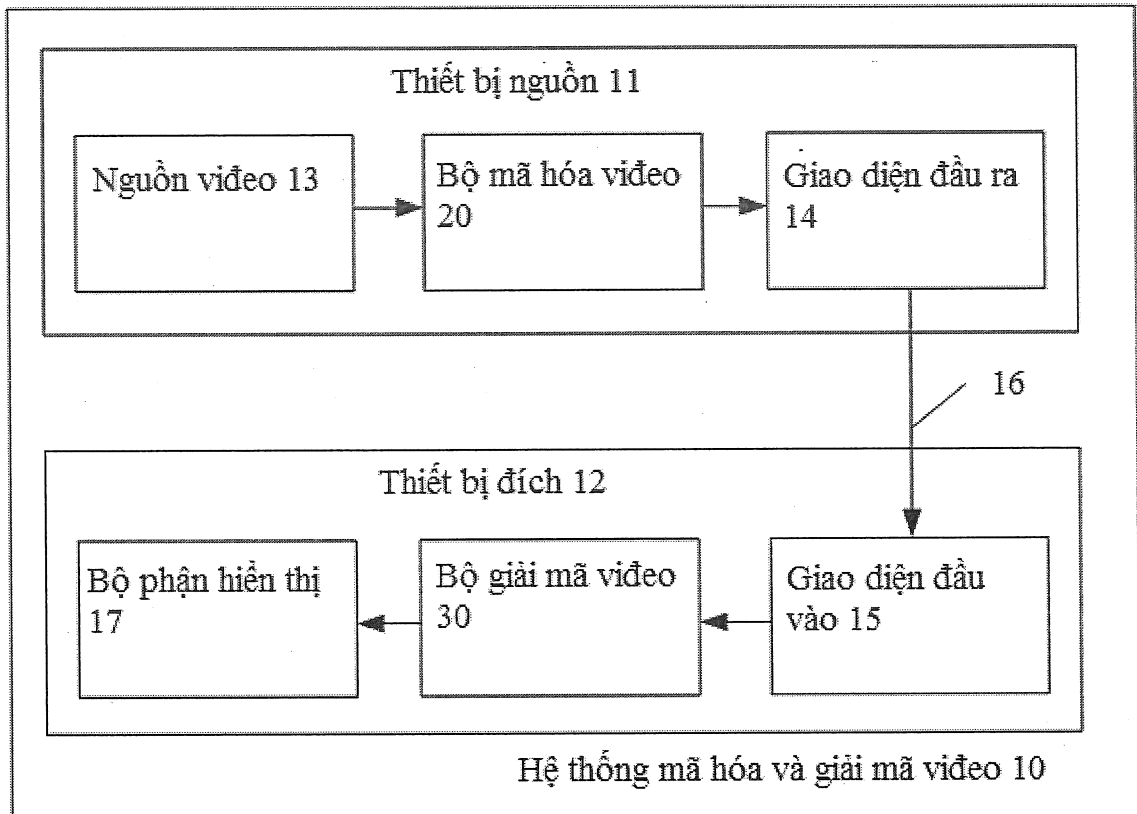 Thiết bị nguồn 11
Nguồn viđeo 13
Bộ mã hóa viđeo
20
Giao diện đầu ra
14
16
Thiết bị đích 12
Bộ phận hiển thị
17
Bộ giải mã viđeo
30
Giao diện đầu
vào 15
Hệ thống mã hóa và giải mã viđeo 10